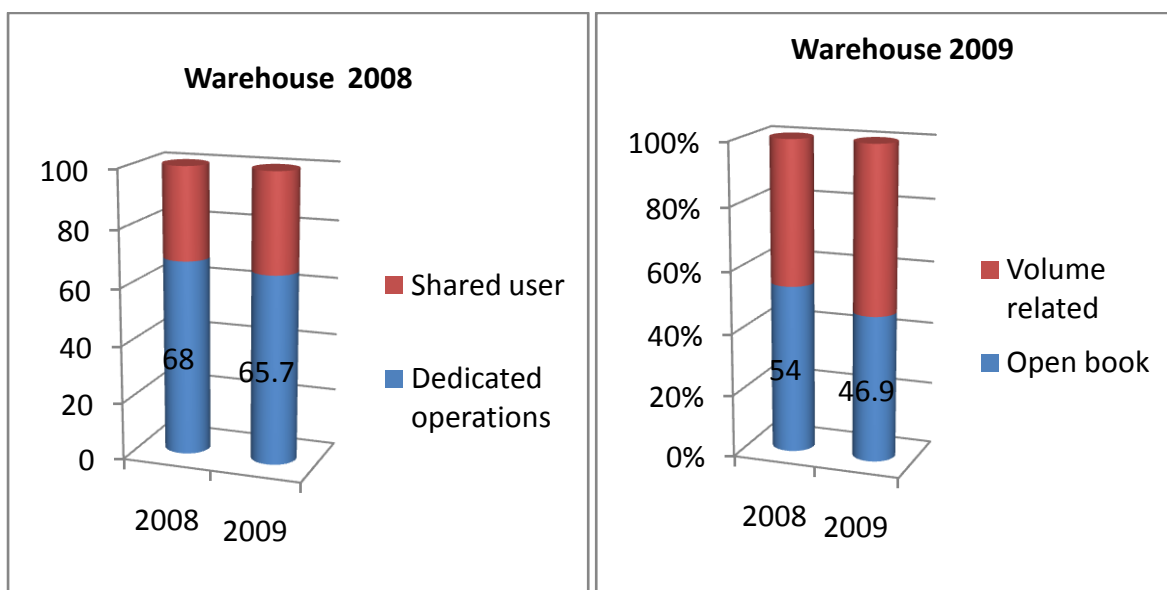 Warehouse  2008
100
80
60
40
20
0
68
65.7
2008
2009
Shared user
Dedicated
operations
Warehouse 2009
100%
80%
60%
40%
20%
0%
54
46.9
2008
2009
Volume
related
Open book